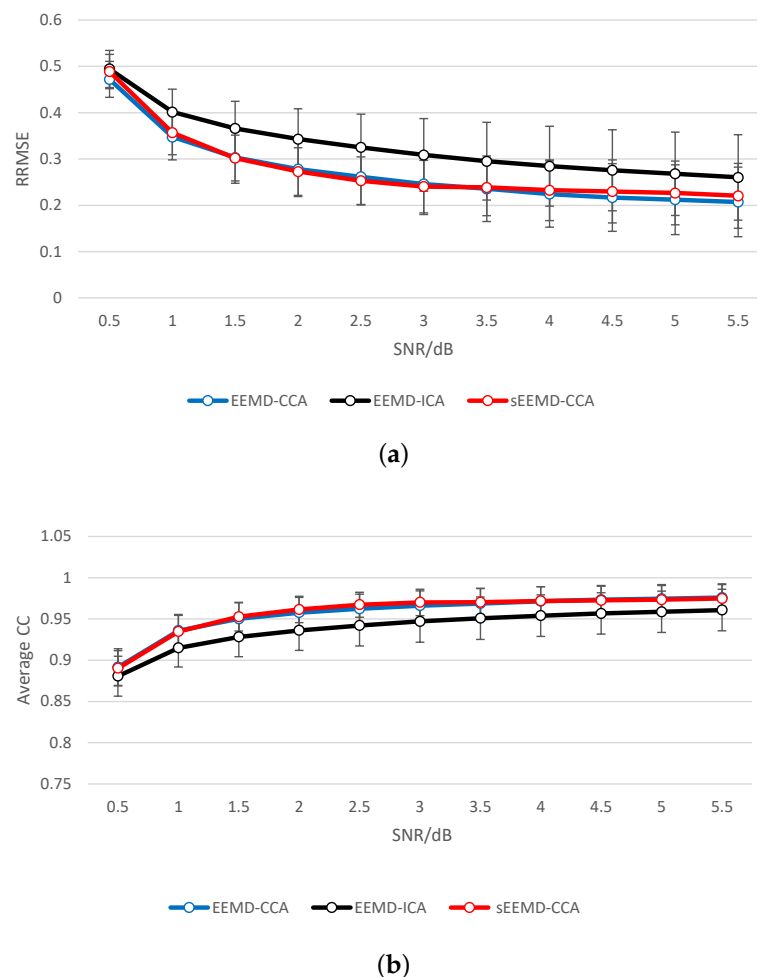 0.6
0.5
0.4
0.3
0.2
0.1
0
RRMSE
0.5 1 1.5 2 2.5 3 3.5 4 4.5 5 5.5
SNR/dB
EEMD-CCA EEMD-ICA sEEMD-CCA
(a)
1.05
1
0.95
0.9
0.85
0.8
0.75
Average CC
0.5 1 1.5 2 2.5 3 3.5 4 4.5 5 5.5
SNR/dB
EEMD-CCA EEMD-ICA sEEMD-CCA
(b)